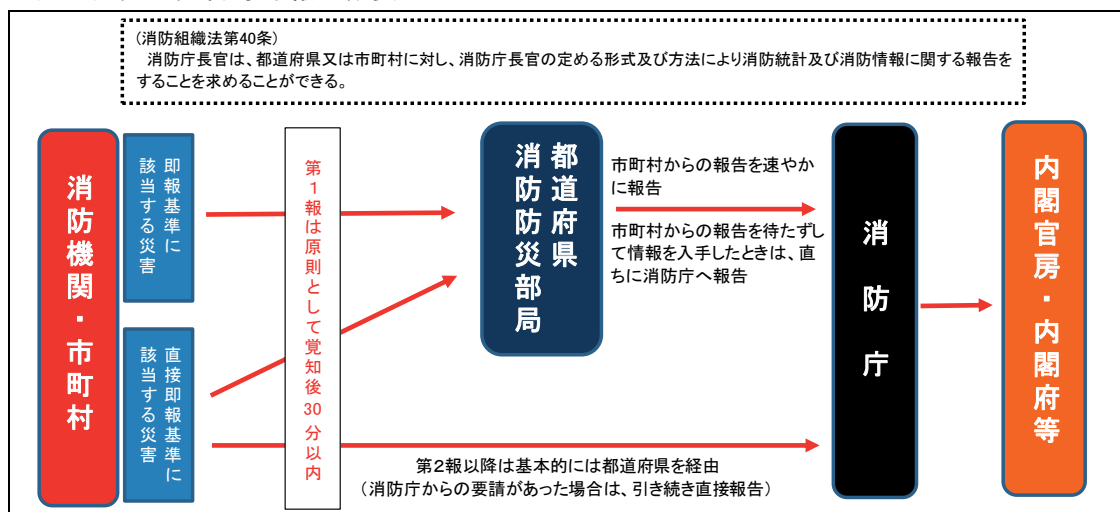 (消防組織法第40条)
消防庁長官は、都道府県又は市町村に対し、消防庁長官の定める形式及び方法により消防統計及び消防情報に関する報告を
することを求めることができる。
消防機関・市町村
即報基準に
該当する災害
直接即報基準に
該当する災害
第1報は原則として覚知後30分以内
都道府県
消防防災部局
市町村からの報告を速やか
に報告
市町村からの報告を待たずし
て情報を入手したときは、直
ちに消防庁へ報告
消防庁
内閣官房・内閣府等
第2報以降は基本的には都道府県を経由
(消防庁からの要請があった場合は、引き続き直接報告)